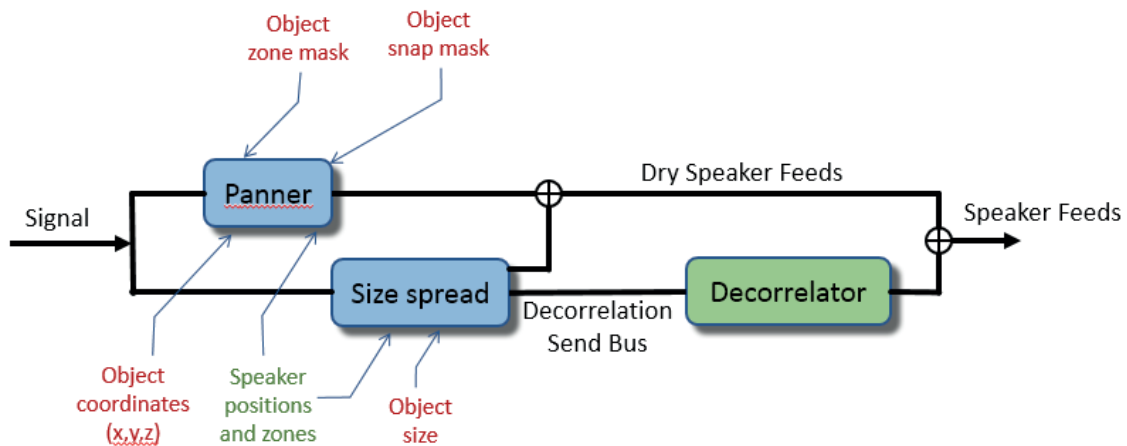 Object
zone mask
Object
snap mask
Panner
Dry Speaker Feeds
Signal
Speaker Feeds
Size spread
Decorrelator
Decorrelation
Send Bus
Object
coordinates
(x,y,z)
Speaker
positions
and zones
Object
size